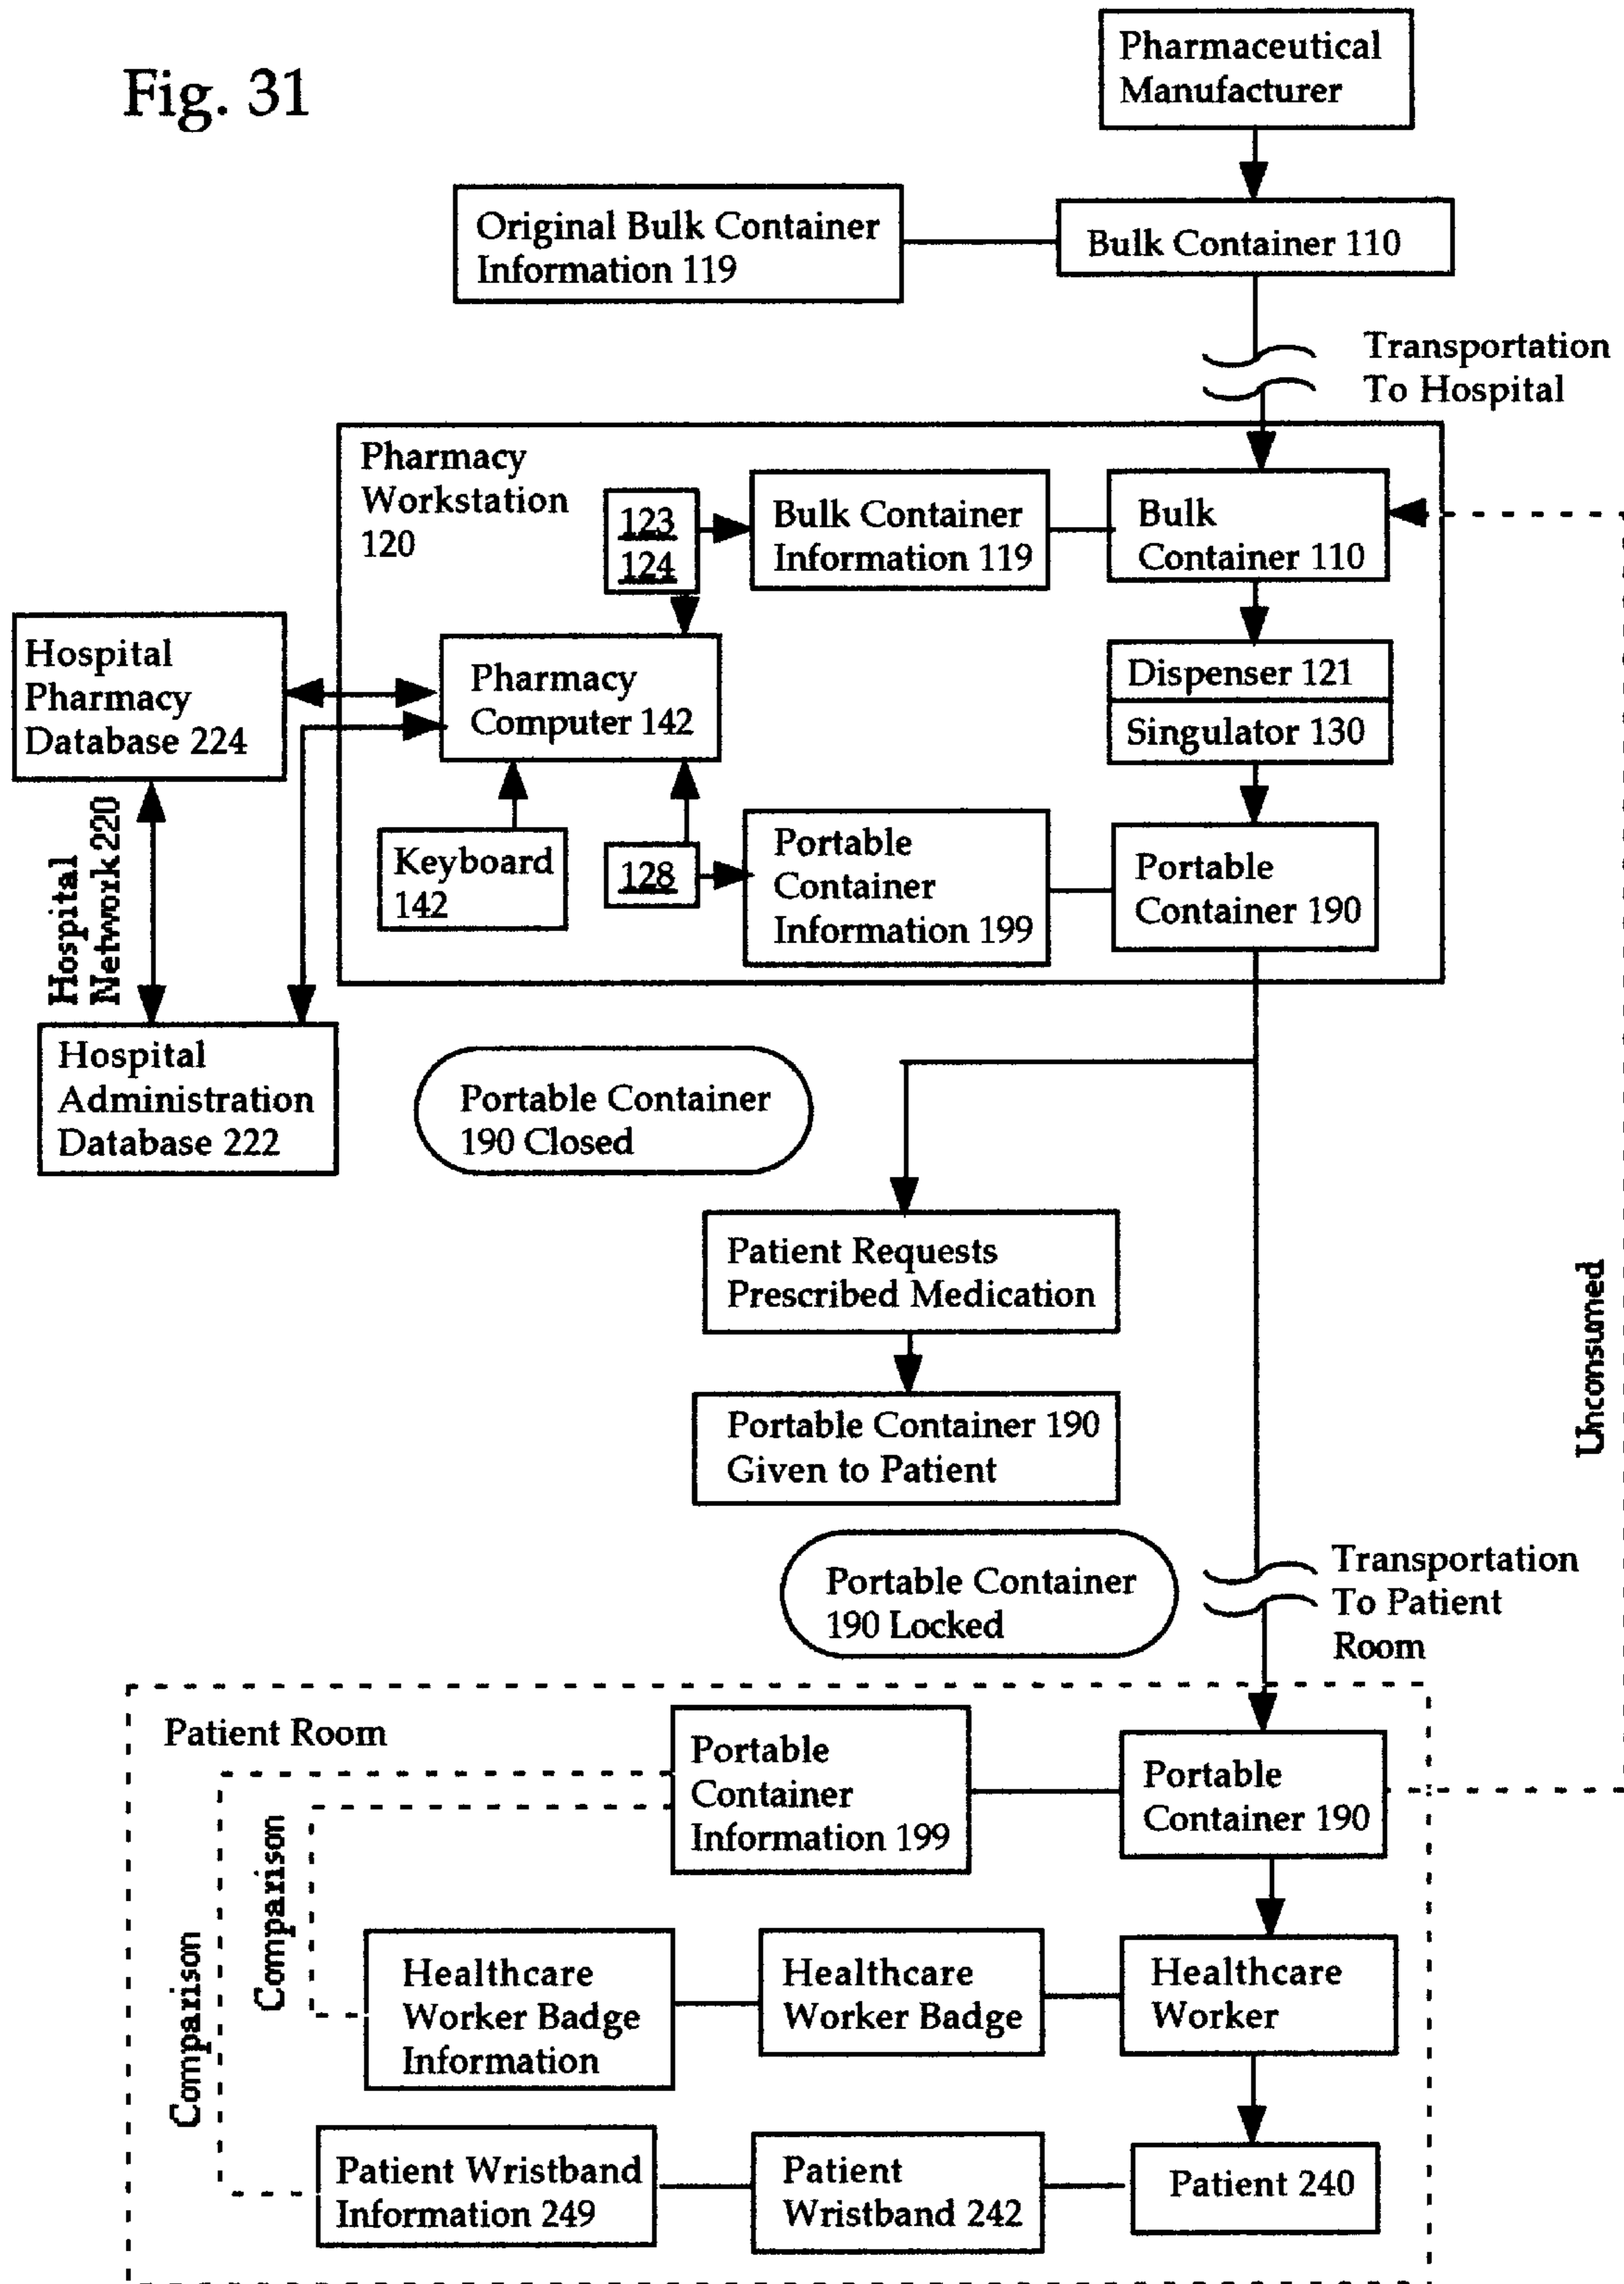 Fig. 31
Pharmaceutical
Manufacturer
Original Bulk Container
Information 119
Bulk Container 110
Transportation
To Hospital
Pharmacy
Workstation
120
123
124
Bulk Container
Information 119
Bulk
Container 110
Hospital
Pharmacy
Database 224
Pharmacy
Computer 142
Dispenser 121
Singulator 130
Hospital
Network 220
Keyboard
142
128
Portable
Container
Information 199
Portable
Container 190
Hospital
Administration
Database 222
Portable Container
190 Closed
Patient Requests
Prescribed Medication
Unconsumed
Portable Container 190
Given to Patient
Portable Container
190 Locked
Transportation
To Patient
Room
Patient Room
Portable
Container
Information 199
Portable
Container 190
Comparison
Comparison
Healthcare
Worker Badge
Information
Healthcare
Worker Badge
Healthcare
Worker
Patient Wristband
Information 249
Patient
Wristband 242
Patient 240